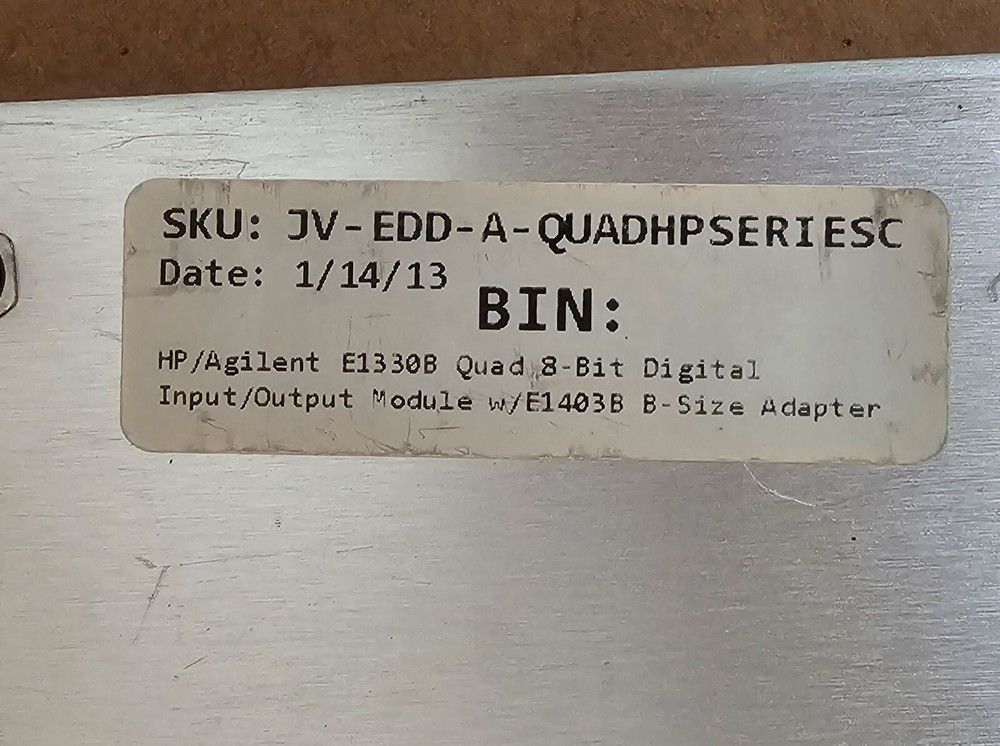 SKU: JV-EDD-A-QUADHPSERIESC
Date: 1/14/13
BIN:
HP/Agilent E1330B Quad 8-Bit Digital
Input/Output Module w/E1403B B-Size Adapter